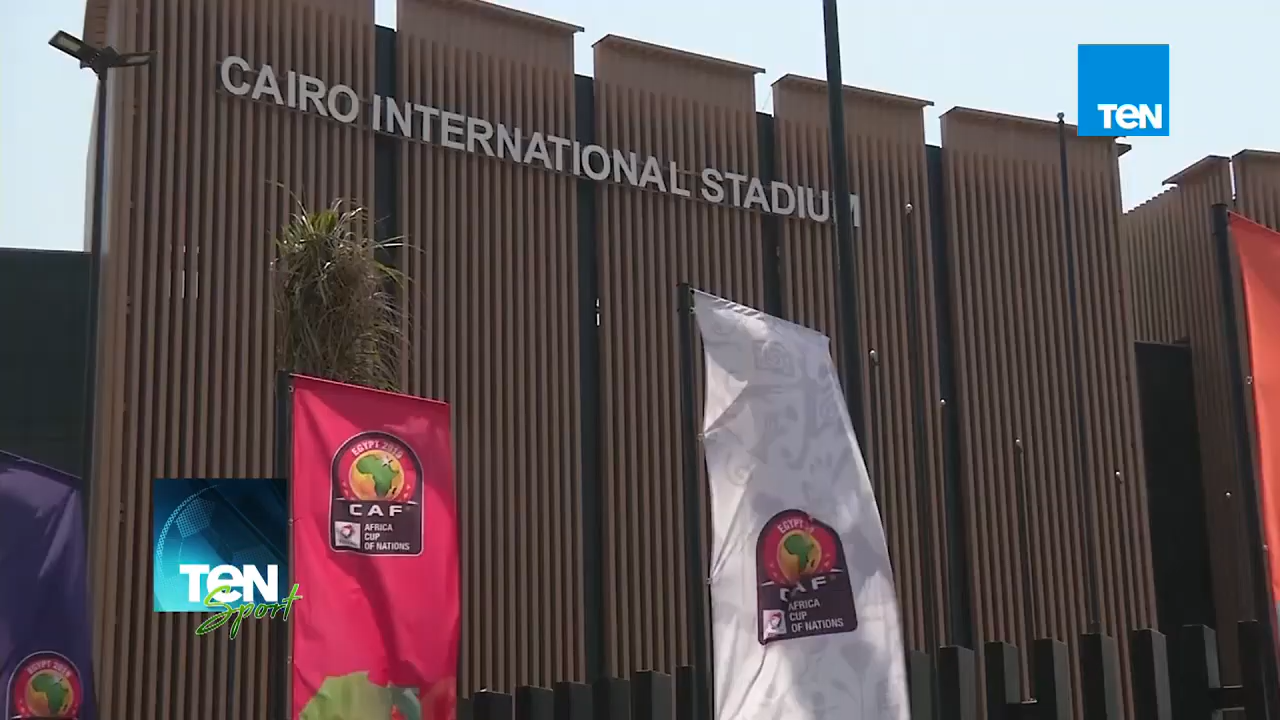 CAIRO INTERNATIONAL STADIUM
TeN
EGYPT 2019
CAF
AFRICA
CUP
OF NATIONS
EGYPT
CAF
AFRICA
CUP
OF NATIONS
TeN
Sport
EGYPT 2019